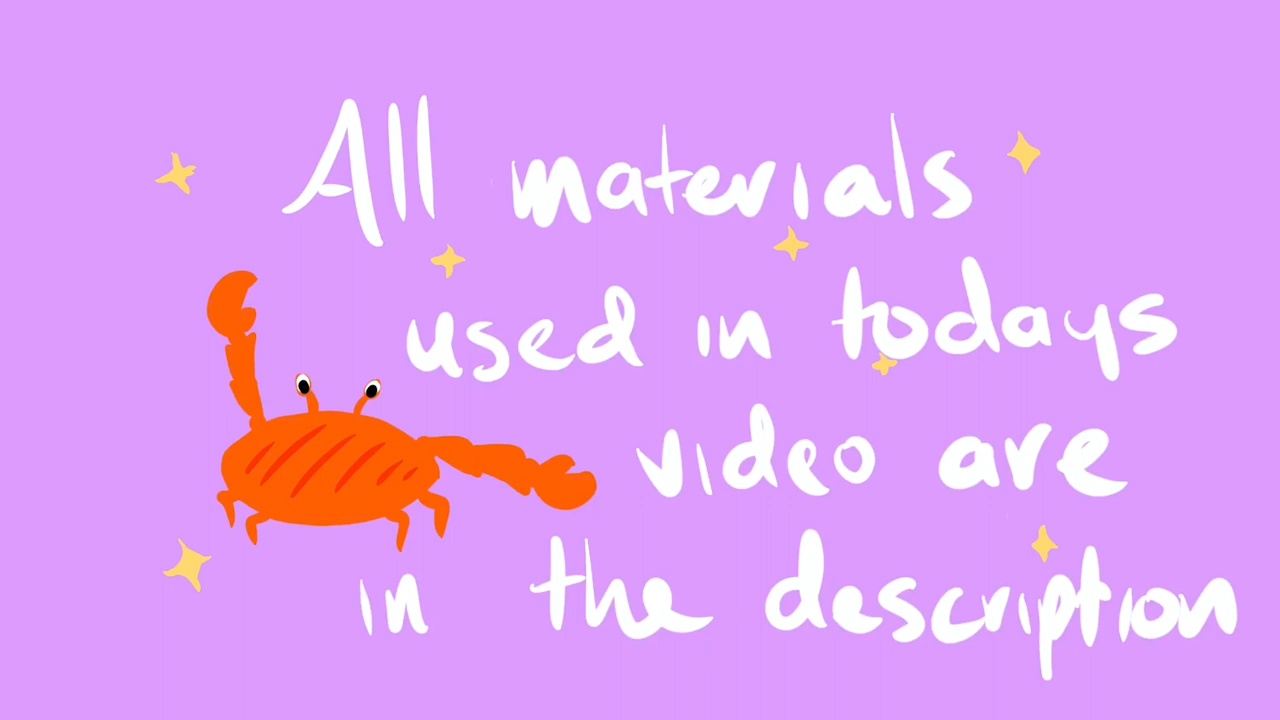 All materials
used in todays
video are
in the description